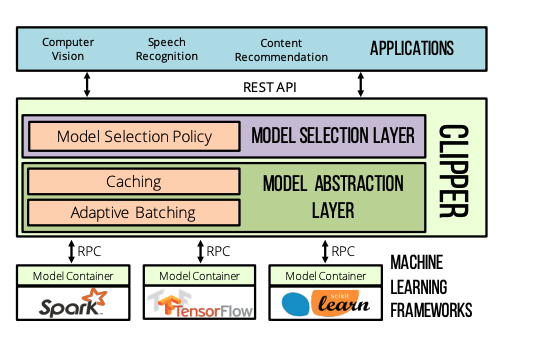 Computer
Vision
Speech
Recognition
Content
Recommendation
APPLICATIONS
REST API
Model Selection Policy
MODEL SELECTION LAYER
CLIPPER
Caching
Adaptive Batching
MODEL ABSTRACTION
LAYER
RPC
RPC
RPC
Model Container
Spark
Model Container
TensorFlow
Model Container
scikit
learn
MACHINE
LEARNING
FRAMEWORKS